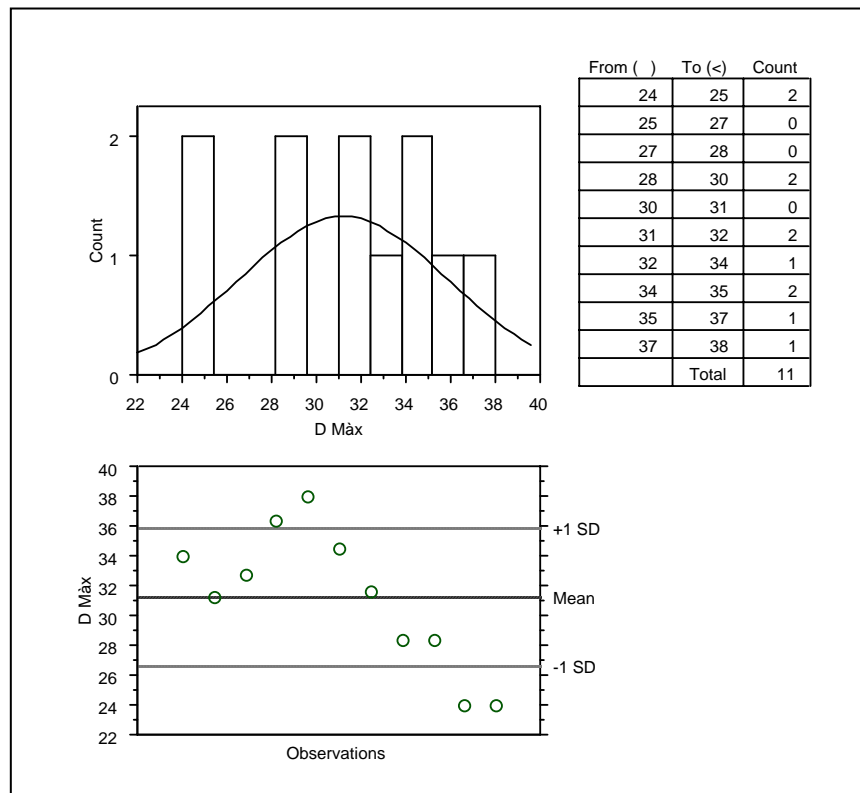 From ( ) To (<) Count
24 25 2
25 27 0
27 28 0
28 30 2
30 31 0
31 32 2
32 34 1
34 35 2
35 37 1
37 38 1
Total 11
Count
2
1
0
22 24 26 28 30 32 34 36 38 40
D Màx
D Màx
40
38
36
34
32
30
28
26
24
22
+1 SD
Mean
-1 SD
Observations